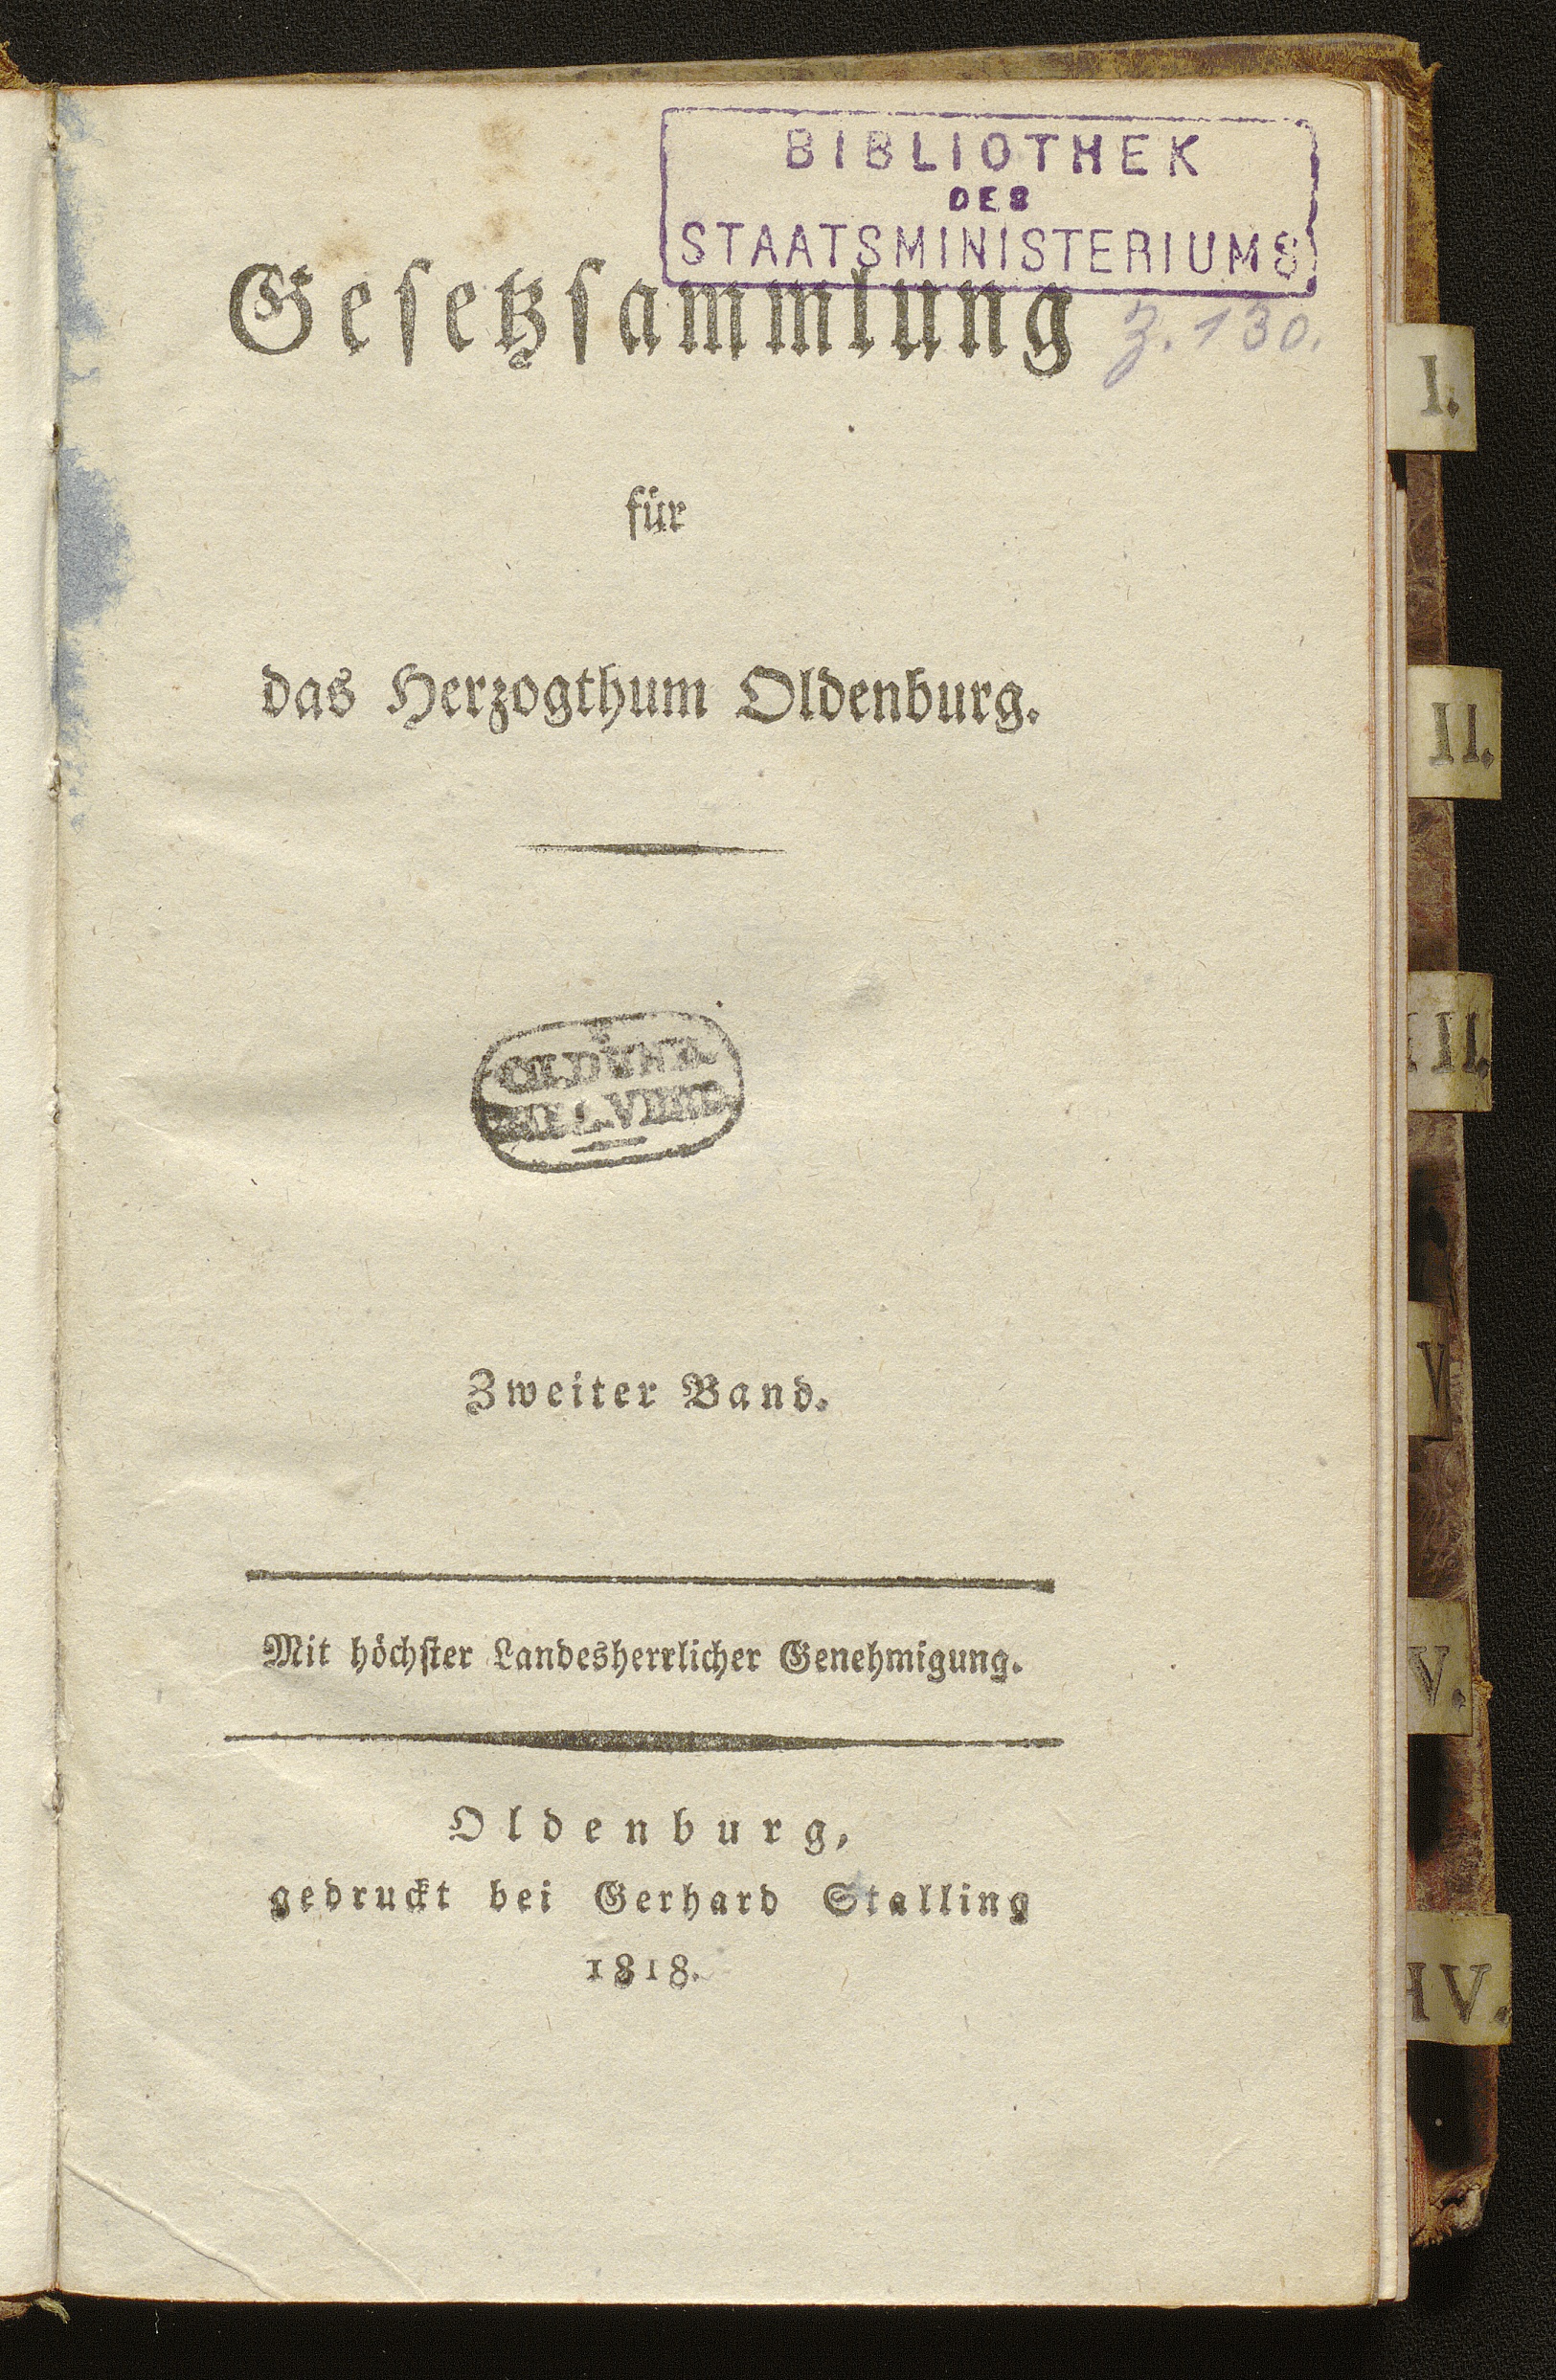 BIBLIOTHEK
DES
STAATSMINISTERIUMS
Gesetzsammlung
Z. 130.
für
das Herzogthum Oldenburg.
Zweiter Band.
Mit höchster Landesherrlicher Genehmigung.
Oldenburg,
gedruckt bei Gerhard Stalling
1818.
I.
II.
II.
V
V.
V.